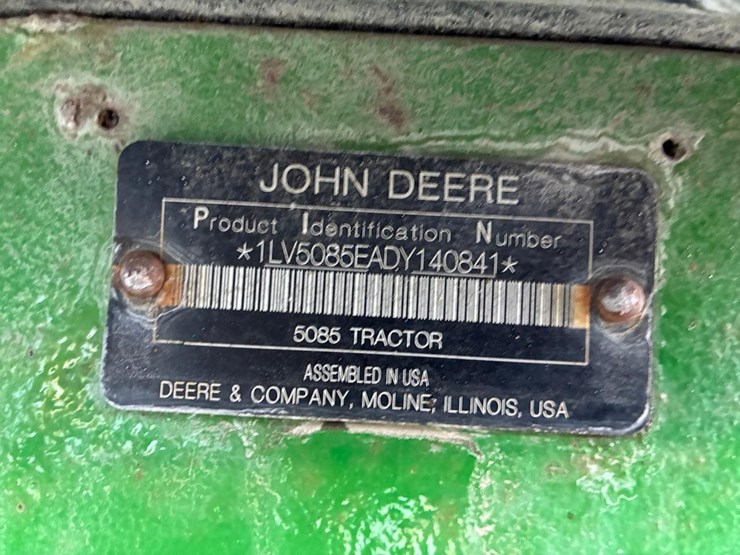 JOHN DEERE
Product Identification Number
*1LV5085EADY140841*
5085 TRACTOR
ASSEMBLED IN USA
DEERE & COMPANY, MOLINE, ILLINOIS, USA